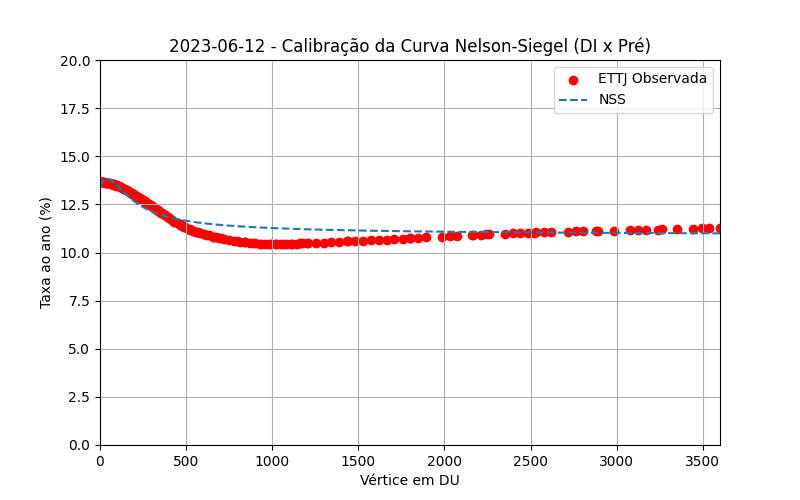 2023-06-12 - Calibração da Curva Nelson-Siegel (DI x Pré)
ETTJ Observada
NSS
Taxa ao ano (%)
20.0
17.5
15.0
12.5
10.0
7.5
5.0
2.5
0.0
0 500 1000 1500 2000 2500 3000 3500
Vértice em DU